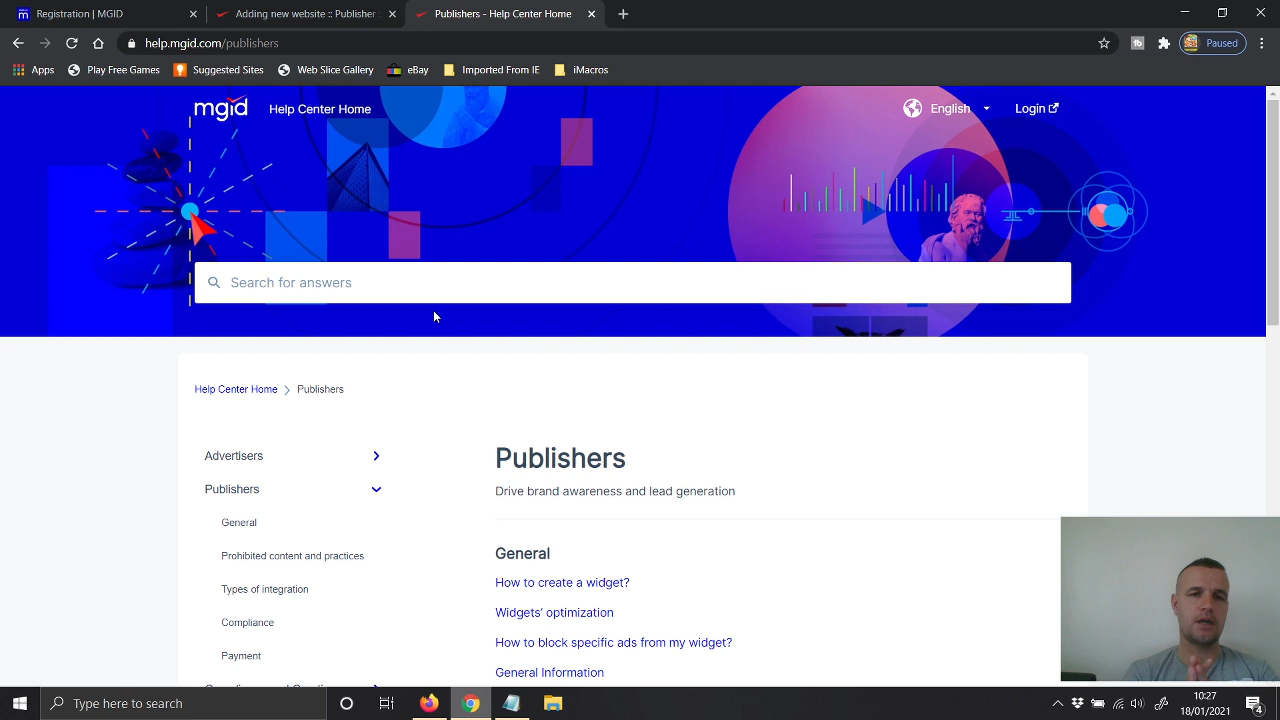 Registration | MGID
Adding new website :: Publisher
Publishers - Help Center Home
help.mgid.com/publishers
Paused
Apps
Play Free Games
Suggested Sites
Web Slice Gallery
eBay
Imported From IE
iMacros
mgid
Help Center Home
English
Login
Search for answers
Help Center Home
Publishers
Advertisers
Publishers
General
Prohibited content and practices
Types of integration
Compliance
Payment
Publishers
Drive brand awareness and lead generation
General
How to create a widget?
Widgets' optimization
How to block specific ads from my widget?
General Information
Type here to search
10:27
18/01/2021
4